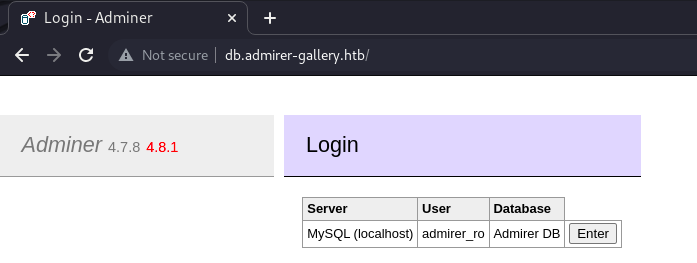 Login - Adminer
Not secure db.admirer-gallery.htb/
Adminer 4.7.8 4.8.1
Login
Server User Database
MySQL (localhost) admirer_ro Admirer DB Enter